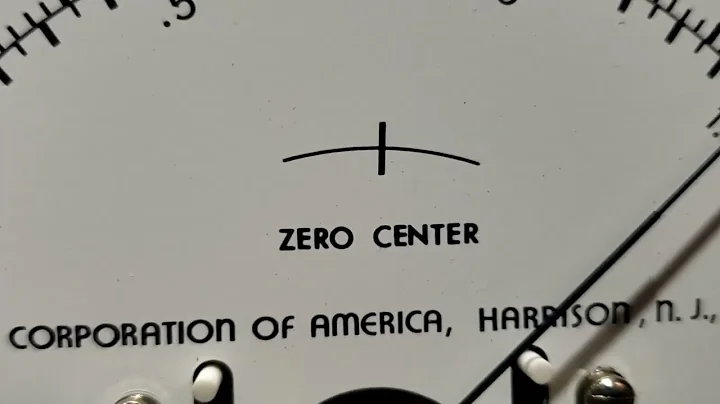 .5
ZERO CENTER
CORPORATION OF AMERICA, HARRISON, N. J.,